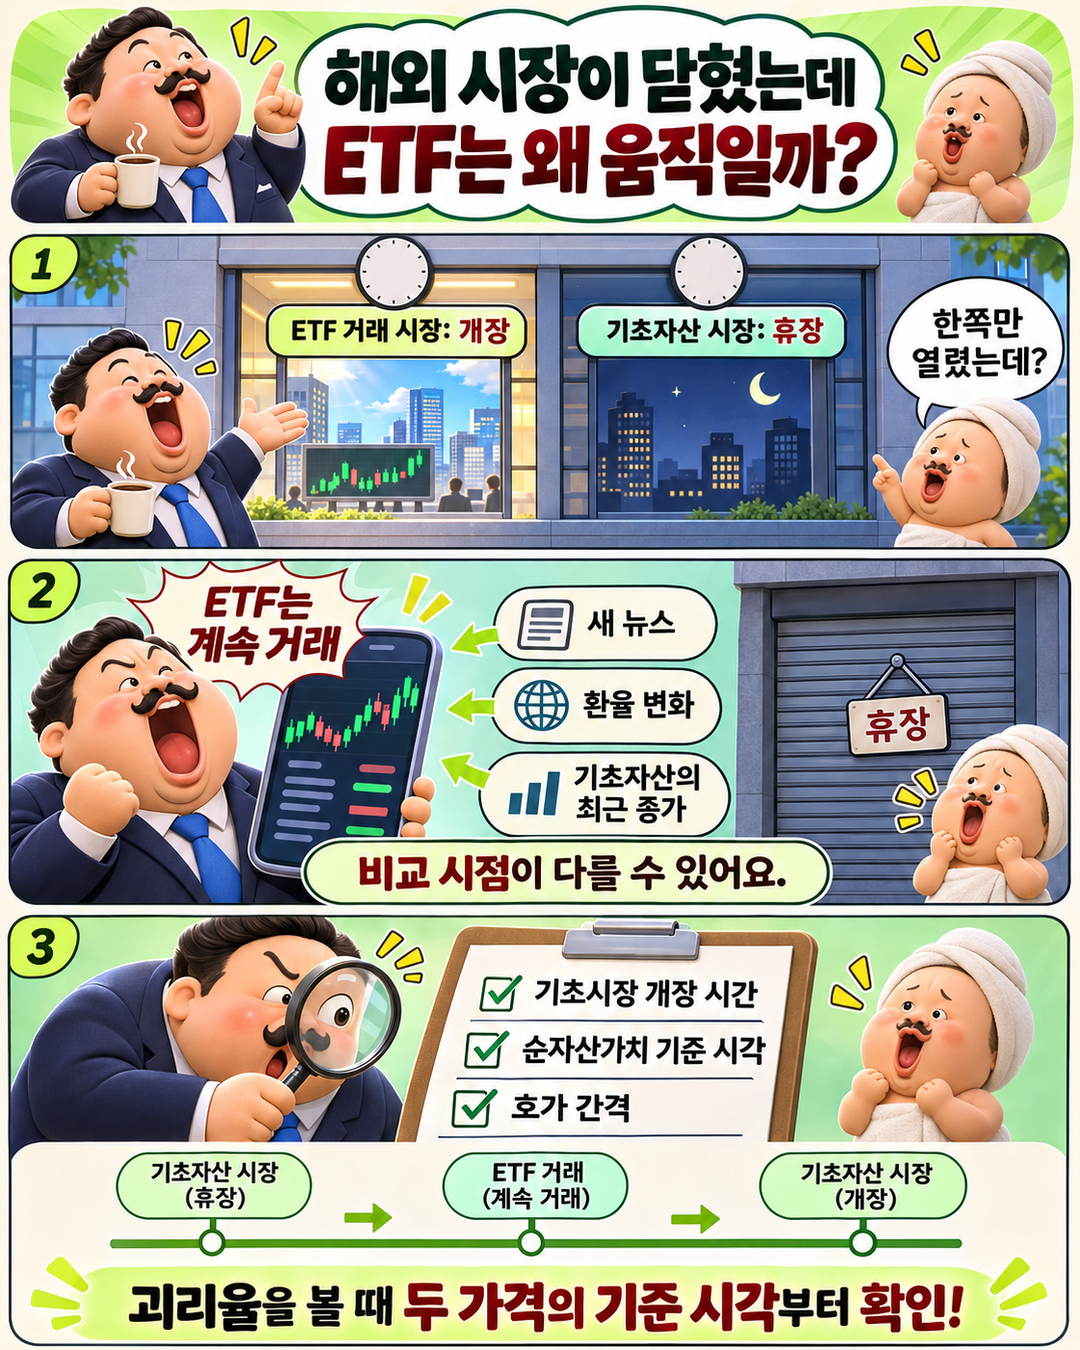 해외 시장이 닫혔는데
ETF는 왜 움직일까?
1
ETF 거래 시장: 개장
기초자산 시장: 휴장
한쪽만
열렸는데?
2
ETF는
계속 거래
새 뉴스
환율 변화
기초자산의
최근 종가
휴장
비교 시점이 다를 수 있어요.
3
기초시장 개장 시간
순자산가치 기준 시각
호가 간격
기초자산 시장
(휴장)
ETF 거래
(계속 거래)
기초자산 시장
(개장)
괴리율을 볼 때 두 가격의 기준 시각부터 확인!